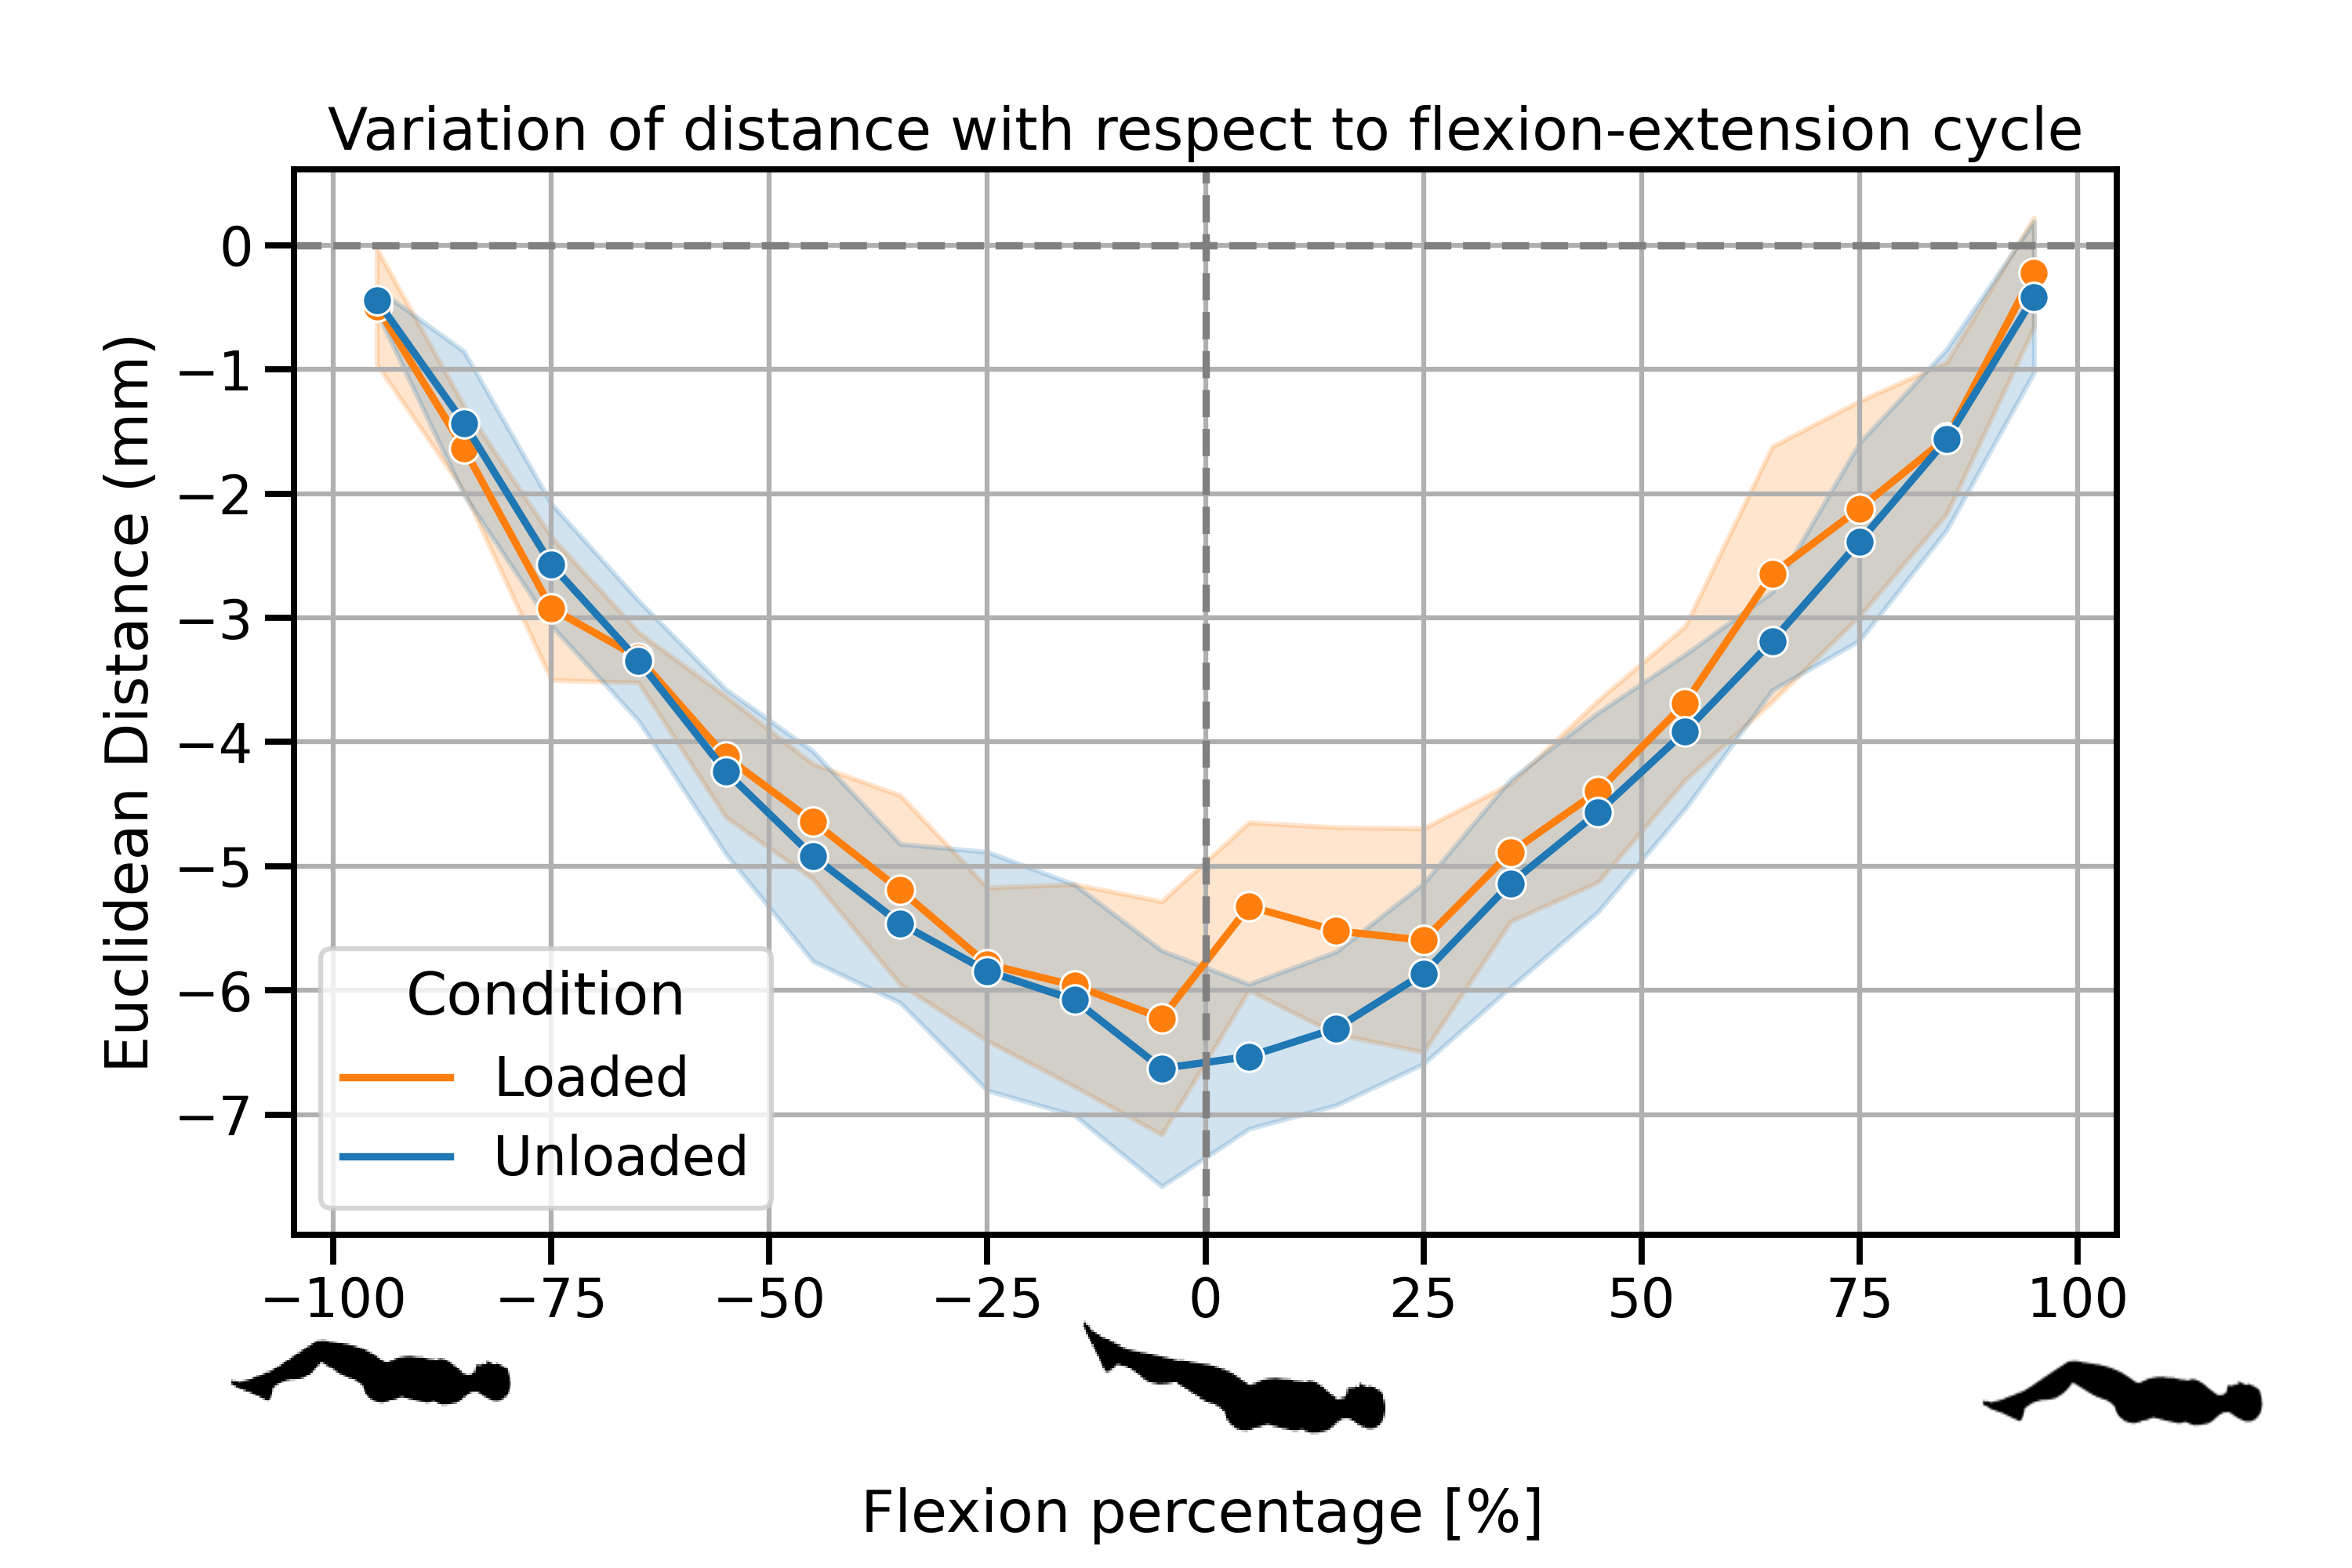 Variation of distance with respect to flexion-extension cycle
Euclidean Distance (mm)
0
−1
−2
−3
−4
−5
−6
−7
Condition
Loaded
Unloaded
−100 −75 −50 −25 0 25 50 75 100
Flexion percentage [%]